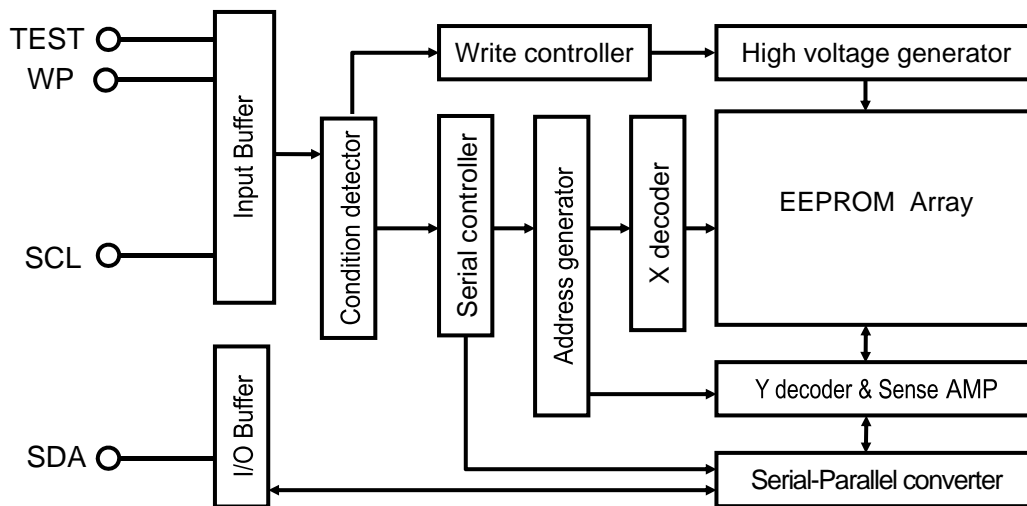 TEST
WP
SCL
SDA
Input Buffer
I/O Buffer
Condition detector
Write controller
Serial controller
Address generator
X decoder
High voltage generator
EEPROM Array
Y decoder & Sense AMP
Serial-Parallel converter